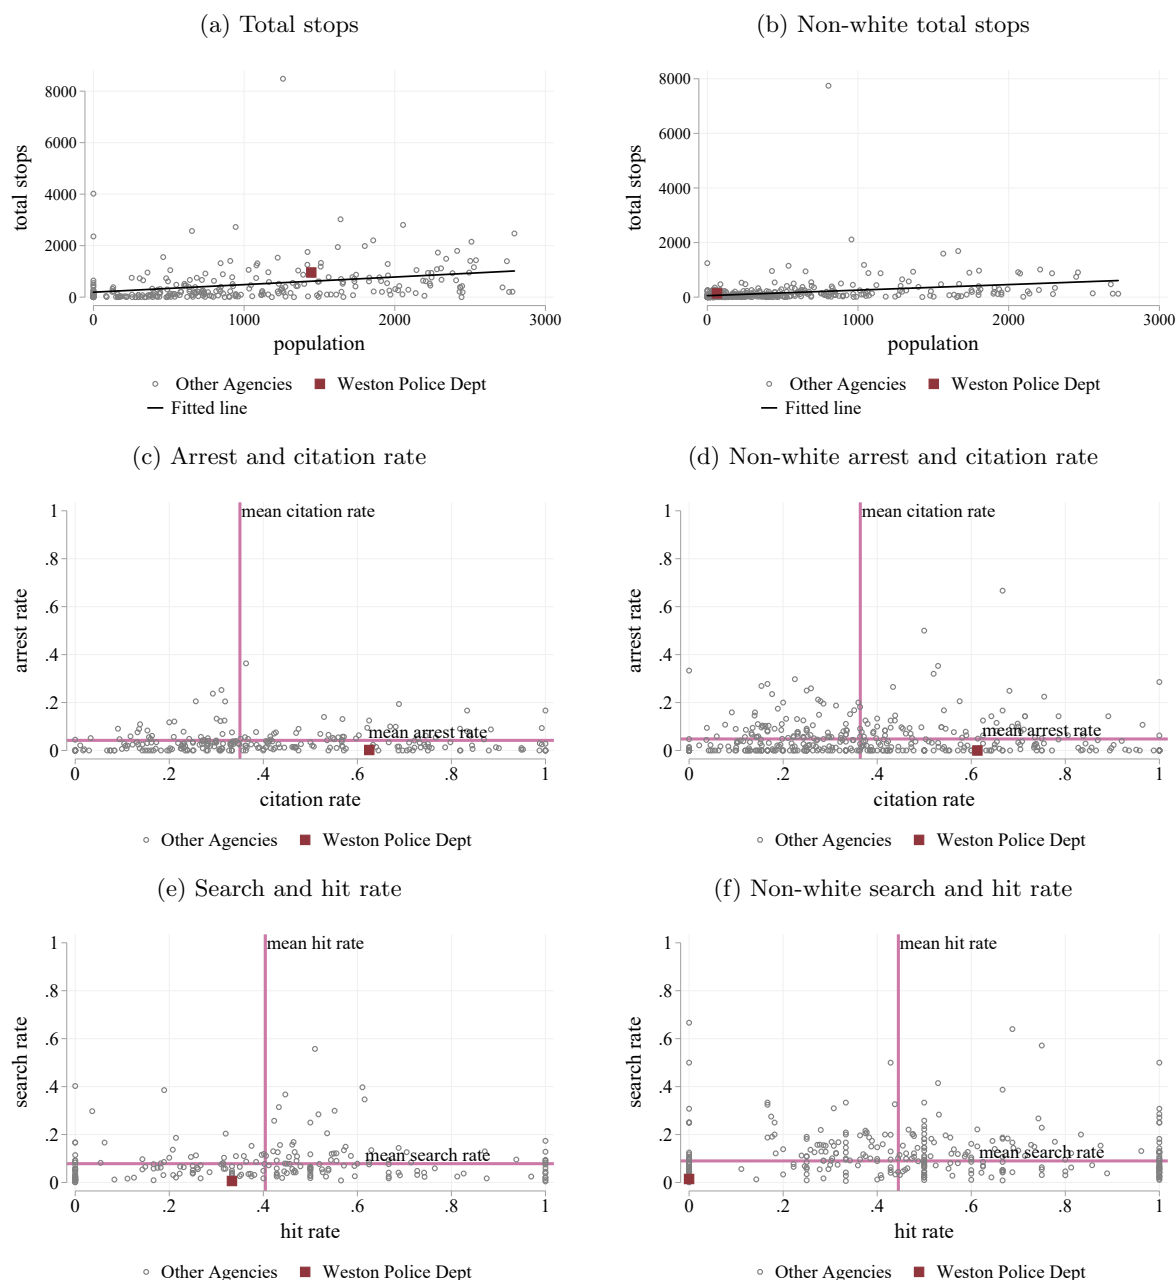 (a) Total stops
(b) Non-white total stops
8000
6000
4000
2000
0
total stops
0 1000 2000 3000
population
Other Agencies Weston Police Dept
Fitted line
8000
6000
4000
2000
0
total stops
0 1000 2000 3000
population
Other Agencies Weston Police Dept
Fitted line
(c) Arrest and citation rate
(d) Non-white arrest and citation rate
1
.8
.6
.4
.2
0
arrest rate
mean citation rate
mean arrest rate
0 .2 .4 .6 .8 1
citation rate
Other Agencies Weston Police Dept
1
.8
.6
.4
.2
0
arrest rate
mean citation rate
mean arrest rate
0 .2 .4 .6 .8 1
citation rate
Other Agencies Weston Police Dept
(e) Search and hit rate
(f) Non-white search and hit rate
1
.8
.6
.4
.2
0
search rate
mean hit rate
mean search rate
0 .2 .4 .6 .8 1
hit rate
Other Agencies Weston Police Dept
1
.8
.6
.4
.2
0
search rate
mean hit rate
mean search rate
0 .2 .4 .6 .8 1
hit rate
Other Agencies Weston Police Dept